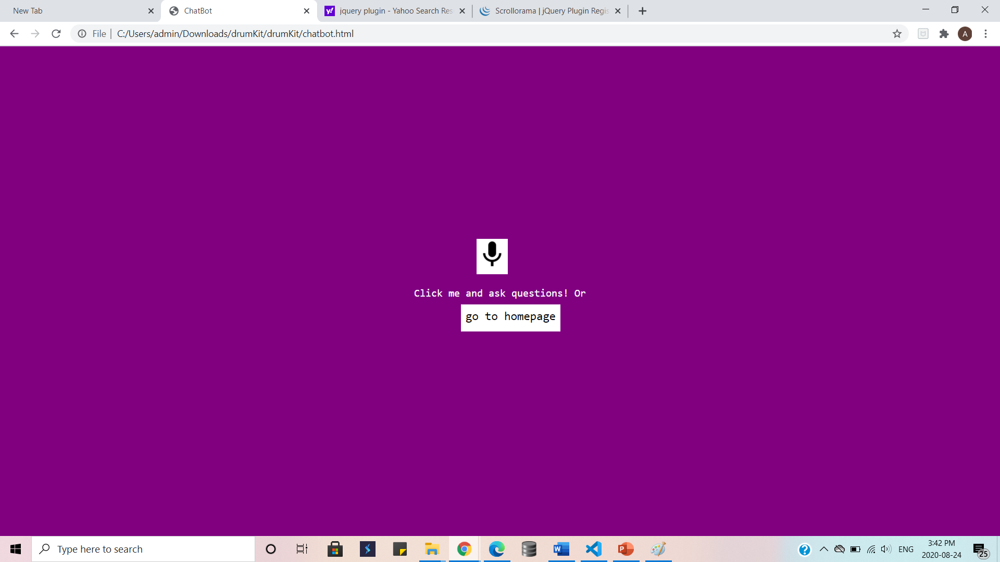 New Tab
ChatBot
jquery plugin - Yahoo Search Res
Scrollorama | jQuery Plugin Regis
File | C:/Users/admin/Downloads/drumKit/drumKit/chatbot.html
A
Click me and ask questions! Or
go to homepage
Type here to search
ENG
3:42 PM
2020-08-24
25